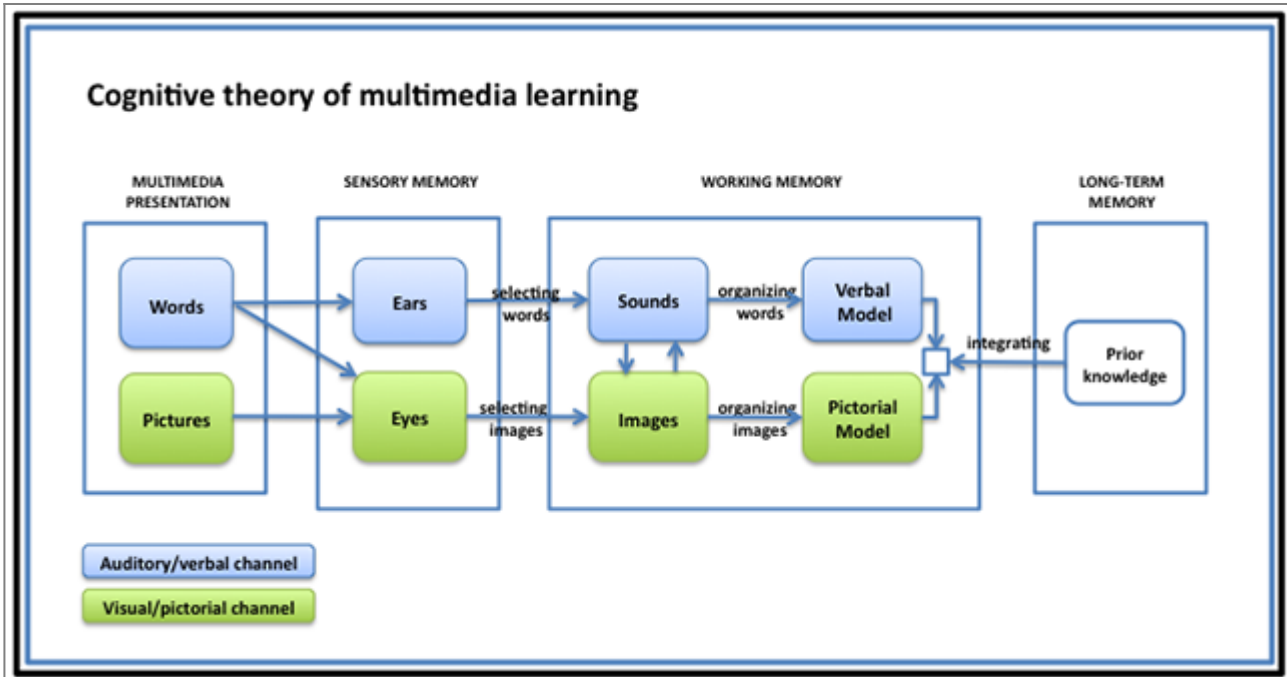 Cognitive theory of multimedia learning
MULTIMEDIA
PRESENTATION
SENSORY MEMORY
WORKING MEMORY
LONG-TERM
MEMORY
Words
Ears
selecting
words
Sounds
organizing
words
Verbal
Model
integrating
Prior
knowledge
Pictures
Eyes
selecting
images
Images
organizing
images
Pictorial
Model
Auditory/verbal channel
Visual/pictorial channel